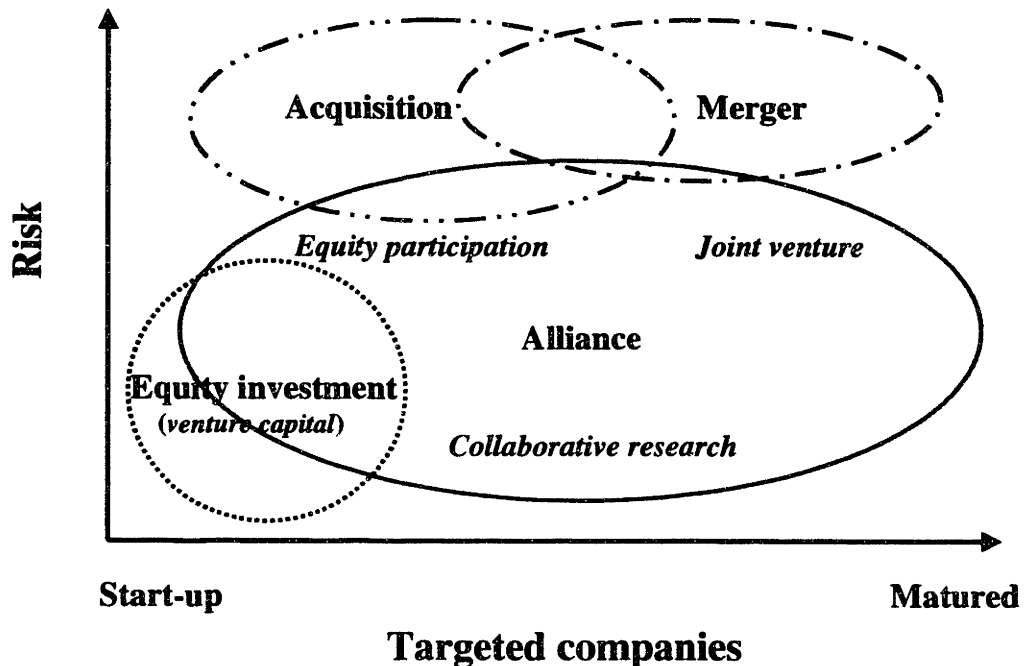 Acquisition
Merger
Risk
Equity participation
Joint venture
Alliance
Equity investment
(venture capital)
Collaborative research
Start-up
Matured
Targeted companies